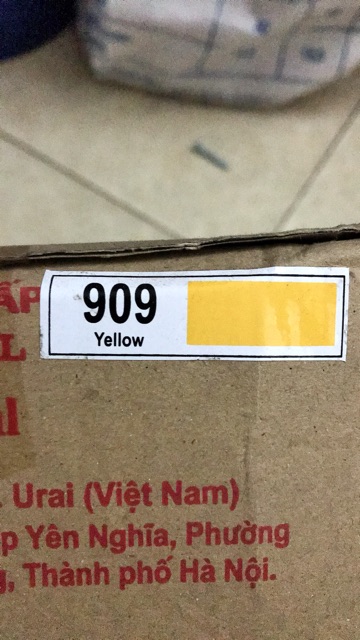 909
Yellow
Urai (Việt Nam)
Yên Nghĩa, Phường
Thành phố Hà Nội.